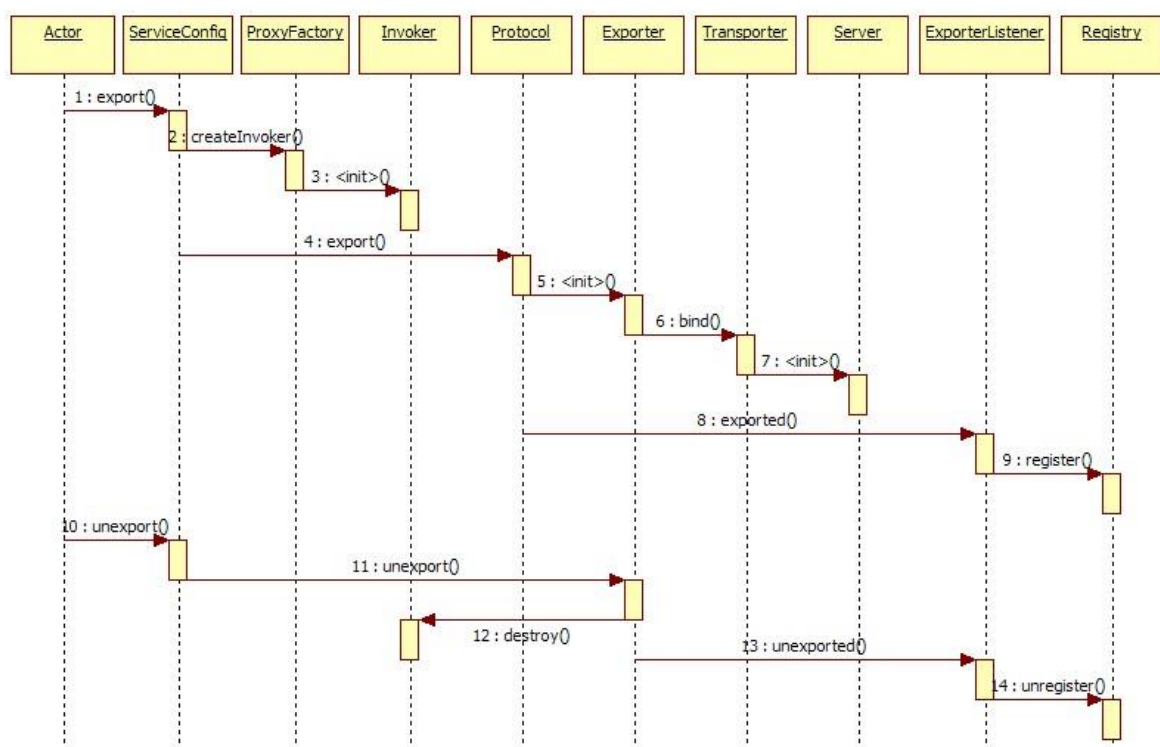 Actor ServiceConfig ProxyFactory Invoker Protocol Exporter Transporter Server ExporterListener Registry
1 : export()
2 : createInvoker()
3 : <init>()
4 : export()
5 : <init>()
6 : bind()
7 : <init>()
8 : exported()
9 : register()
10 : unexport()
11 : unexport()
12 : destroy()
13 : unexported()
14 : unregister()